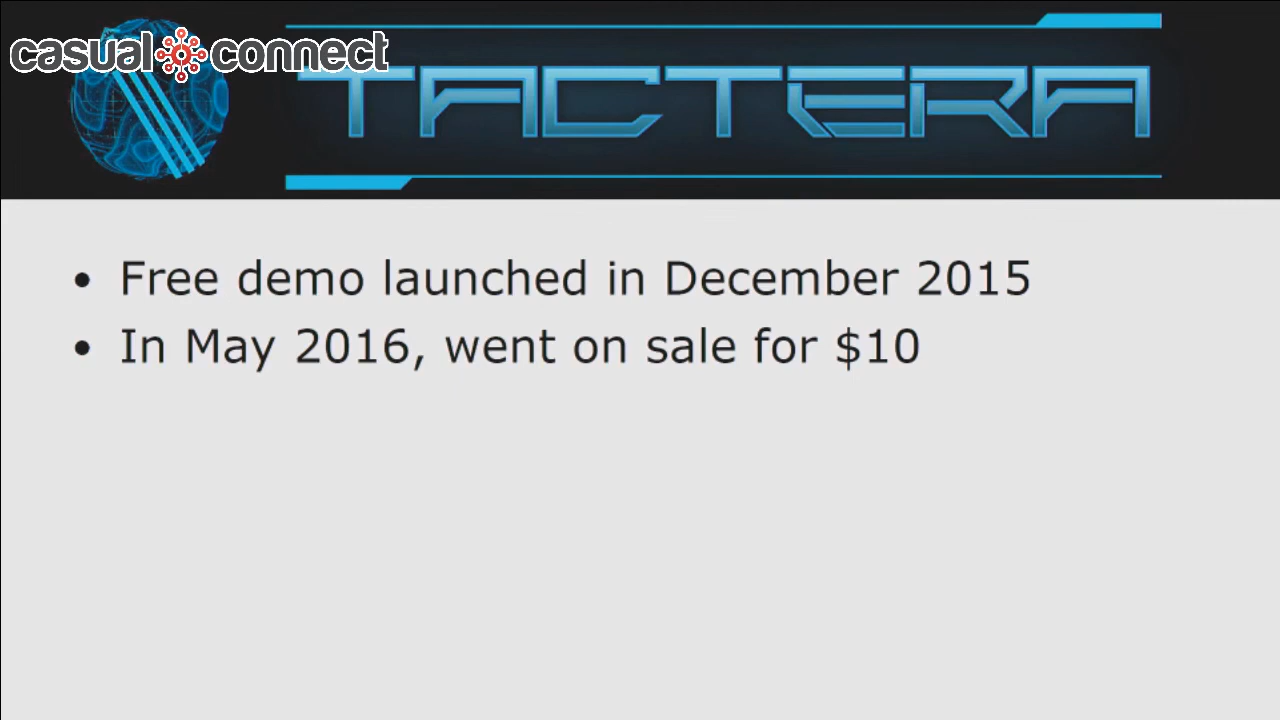 casual connect
TACTERA
• Free demo launched in December 2015
• In May 2016, went on sale for $10